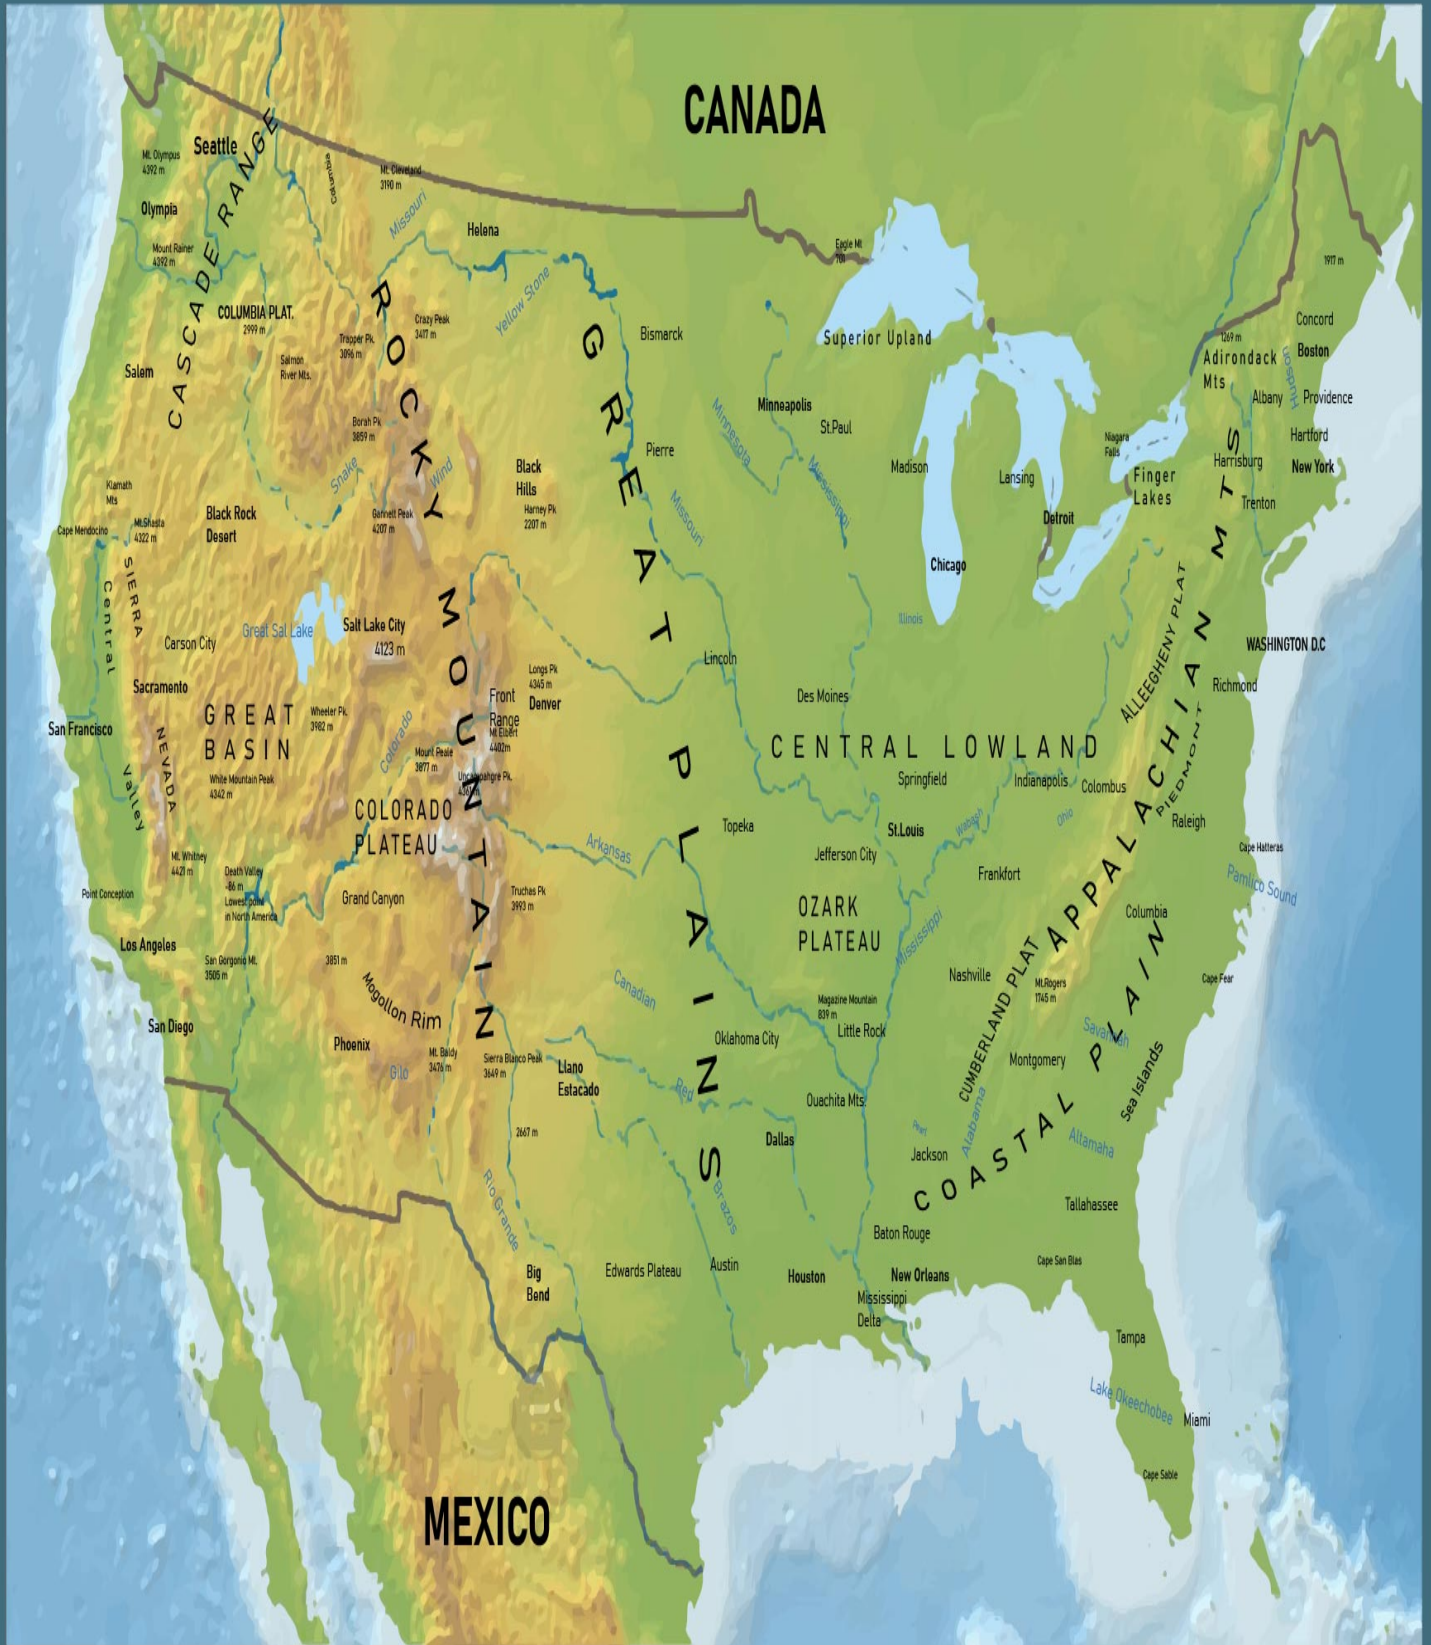 CANADA
Seattle
Mt. Olympus
4392 m
Olympia
Mount Rainer
4392 m
CASCADE RANGE
Columbia
Mt. Cleveland
3190 m
Missouri
Helena
Yellow Stone
COLUMBIA PLAT.
2999 m
Salem
Salmon
River Mts.
Trapper Pk.
3096 m
Crazy Peak
3417 m
Borah Pk
3859 m
Snake
Wind
Gannett Peak
4207 m
ROCKY MOUNTAIN
GREAT PLAINS
Bismarck
Pierre
Black
Hills
Harney Pk
2207 m
Missouri
Eagle Mt
Superior Upland
Minneapolis
St.Paul
Minnesota
Mississippi
Madison
Lansing
Detroit
Chicago
Illinois
Niagara
Falls
Finger
Lakes
1917 m
Concord
1269 m
Adirondack
Mts
Boston
Hudson
Albany
Providence
Hartford
Harrisburg
New York
Trenton
Klamath
Mts
Cape Mendocino
Mt.Shasta
4322 m
Black Rock
Desert
SIERRA
NEVADA
Central
Valley
Carson City
Great Sal Lake
Salt Lake City
4123 m
Sacramento
San Francisco
GREAT
BASIN
Wheeler Pk.
3982 m
White Mountain Peak
4342 m
Colorado
Longs Pk
4345 m
Denver
Front
Range
Mt Elbert
4402m
Mount Peale
3877 m
Uncompahgre Pk.
COLORADO
PLATEAU
Mt. Whitney
4421 m
Death Valley
-86 m
Lowest point
in North America
Point Conception
Grand Canyon
Truchas Pk
3993 m
Los Angeles
San Gorgonio Mt.
3505 m
3851 m
Mogollon Rim
San Diego
Phoenix
Giló
Mt. Baldy
3476 m
Sierra Blanco Peak
3649 m
Llano
Estacado
2667 m
Rio Grande
Big
Bend
Edwards Plateau
Lincoln
Des Moines
CENTRAL LOWLAND
Springfield
Indianapolis
Colombus
Topeka
Arkansas
St.Louis
Wabash
Ohio
Jefferson City
Frankfort
OZARK
PLATEAU
Mississippi
Canadian
Oklahoma City
Magazine Mountain
839 m
Little Rock
Nashville
Red
Ouachita Mts.
Dallas
Brazos
Austin
Houston
ALLEEGHENY PLAT
APPALACHIAN MTS
PIEDMONT
WASHINGTON D.C
Richmond
Raleigh
Cape Hatteras
Pamlico Sound
Columbia
Cape Fear
Mt.Rogers
1745 m
CUMBERLAND PLAT
COASTAL PLAIN
Savannah
Sea Islands
Montgomery
Alabama
Altamaha
Pearl
Jackson
Tallahassee
Baton Rouge
New Orleans
Mississippi
Delta
Cape San Blas
Tampa
Lake Okeechobee
Miami
Cape Sable
MEXICO